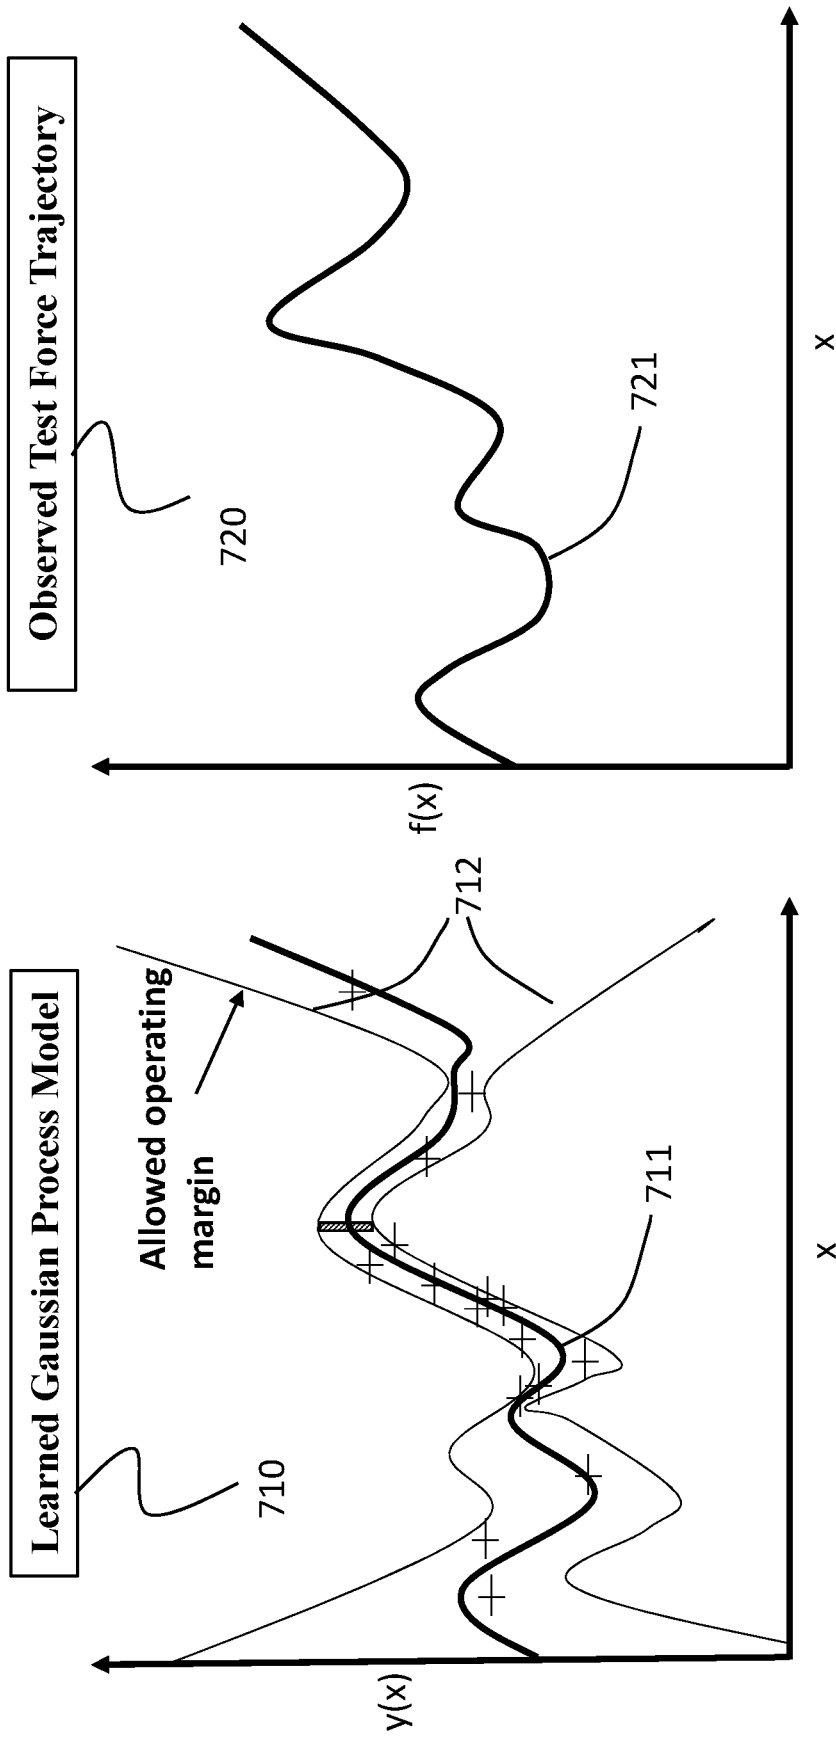 Learned Gaussian Process Model
710
Allowed operating
margin
712
711
y(x)
x
Observed Test Force Trajectory
720
721
f(x)
x